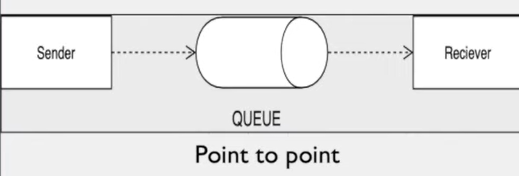 Sender
Reciever
QUEUE
Point to point